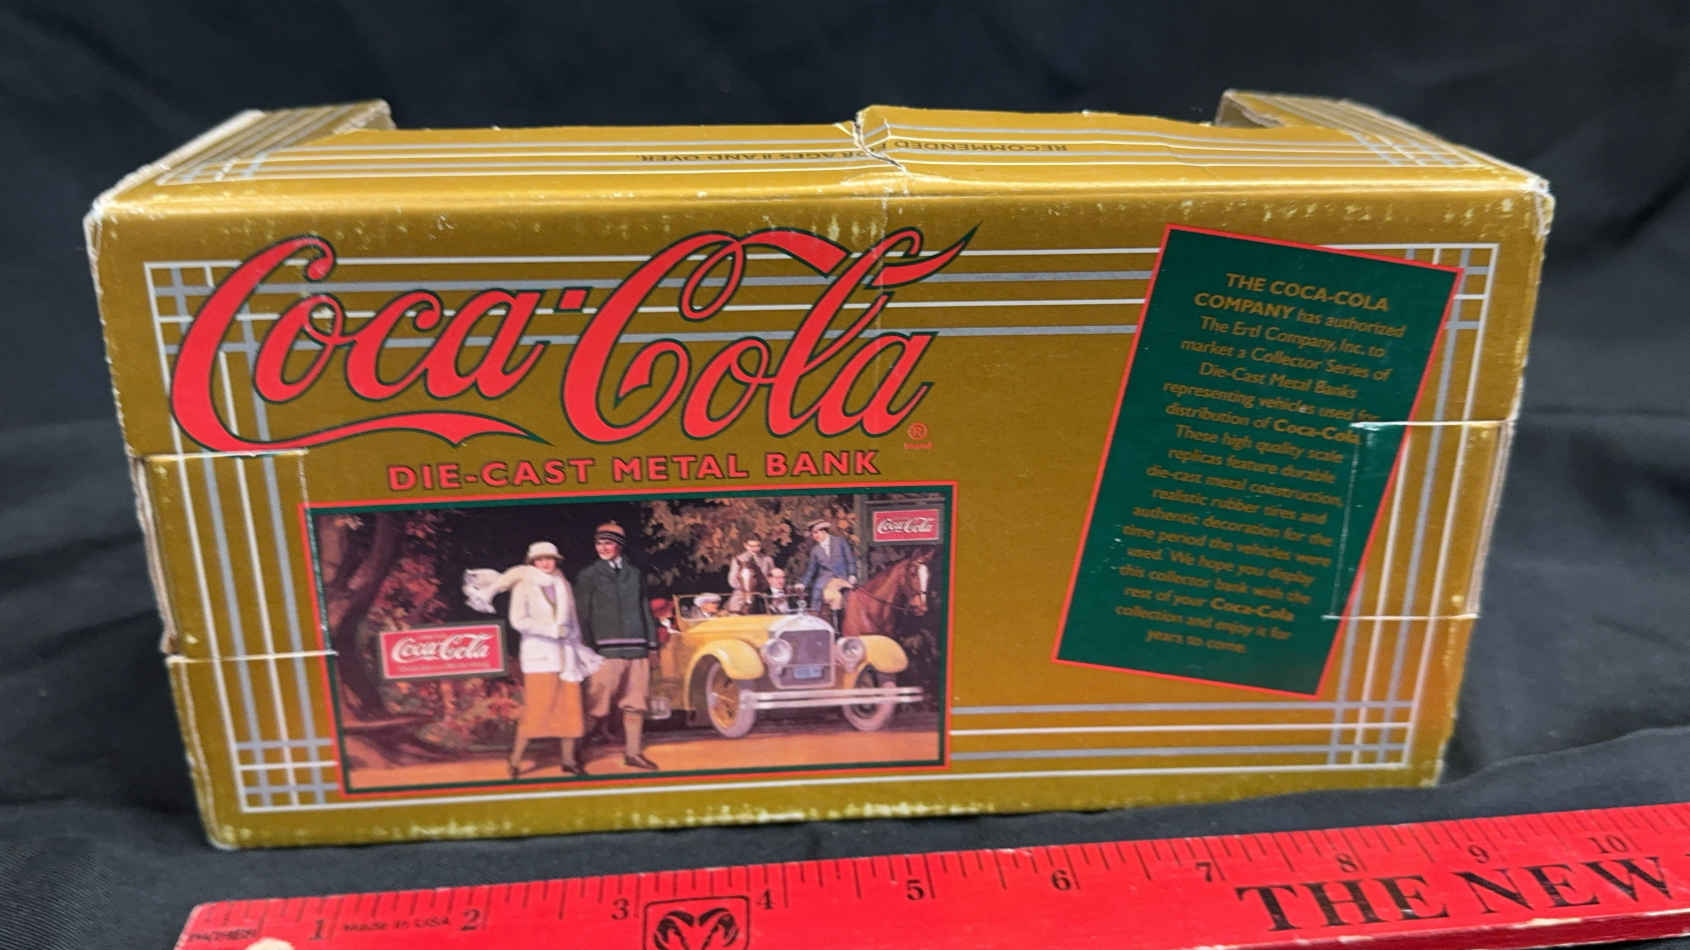 RECOMMENDED FOR AGES 8 AND OVER.
Coca-Cola
®
brand
DIE-CAST METAL BANK
Coca-Cola
Coca-Cola
THE COCA-COLA
COMPANY has authorized
The Ertl Company, Inc. to
market a Collector Series of
Die-Cast Metal Banks
representing vehicles used for
distribution of Coca-Cola.
These high quality scale
replicas feature durable
die-cast metal construction,
realistic rubber tires and
authentic decoration for the
time period the vehicles were
used. We hope you display
this collector bank with the
rest of your Coca-Cola
collection and enjoy it for
years to come.
INCHES 1 Made in USA 2 3 4 5 6 7 8 9 10
THE NEW